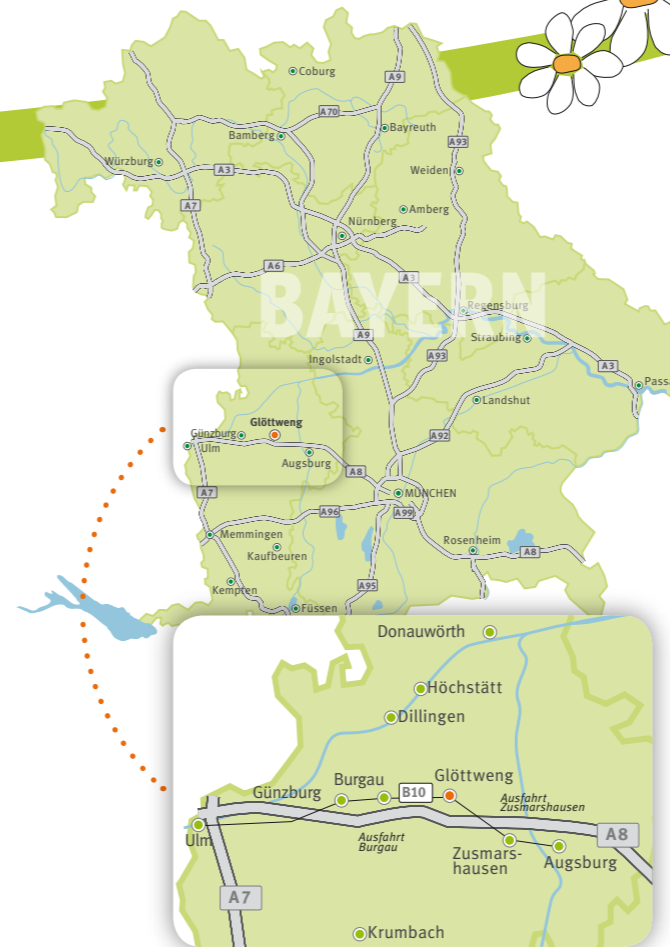 Coburg
A9
A70
Bamberg
Bayreuth
A93
Würzburg
A3
Weiden
A7
Amberg
Nürnberg
A6
A3
BAYERN
Regensburg
A9
Straubing
Ingolstadt
A93
A3
Passa
Landshut
Glöttweng
Günzburg
Ulm
A92
Augsburg
A8
A7
MÜNCHEN
A96
A99
Memmingen
Rosenheim
Kaufbeuren
A8
Kempten
A95
Füssen
Donauwörth
Höchstätt
Dillingen
Glöttweng
Burgau
Günzburg
B10
Ausfahrt
Zusmarshausen
Ulm
Ausfahrt
Burgau
A8
Zusmars-
hausen
Augsburg
A7
Krumbach